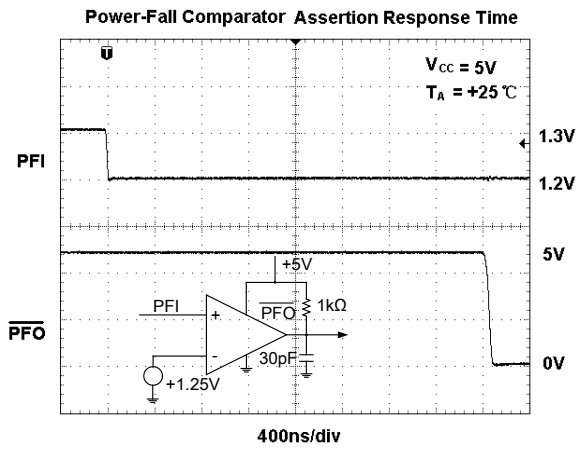 Power-Fall Comparator Assertion Response Time
T
VCC = 5V
TA = +25℃
PFI
1.3V
1.2V
5V
+5V
PFI
+
PFO
1kΩ
PFO
-
30pF
+1.25V
0V
400ns/div